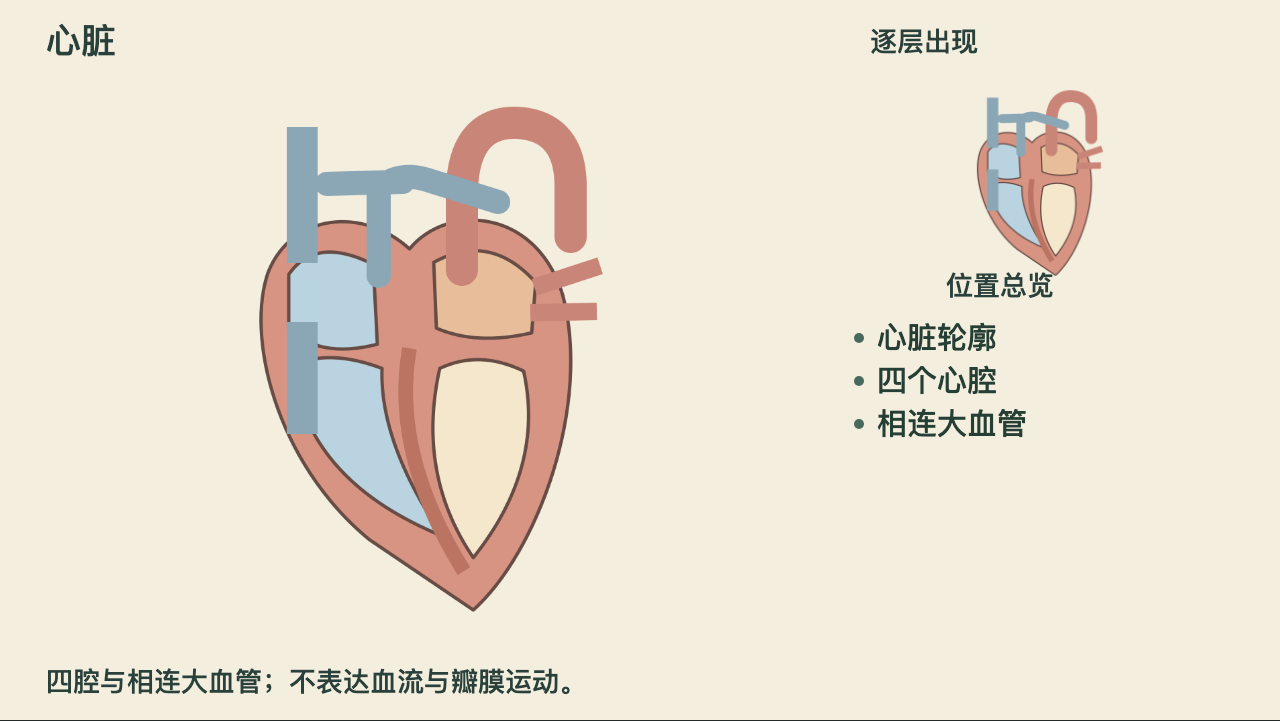 心脏
逐层出现
位置总览
心脏轮廓
四个心腔
相连大血管
四腔与相连大血管；不表达血流与瓣膜运动。